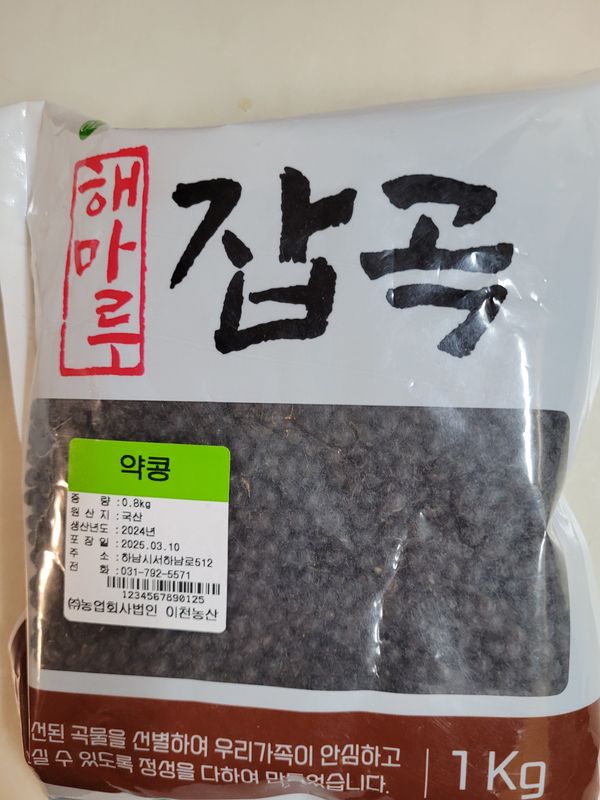 해마루
잡곡
약콩
중 량 : 0.8kg
원 산 지 : 국산
생산년도 : 2024년
포 장 일 : 2025.03.10
주 소 : 하남시서하남로512
전 화 : 031-792-5571
1234567890125
㈜농업회사법인 이천농산
선된 곡물을 선별하여 우리가족이 안심하고
실 수 있도록 정성을 다하여 만들었습니다.
1Kg